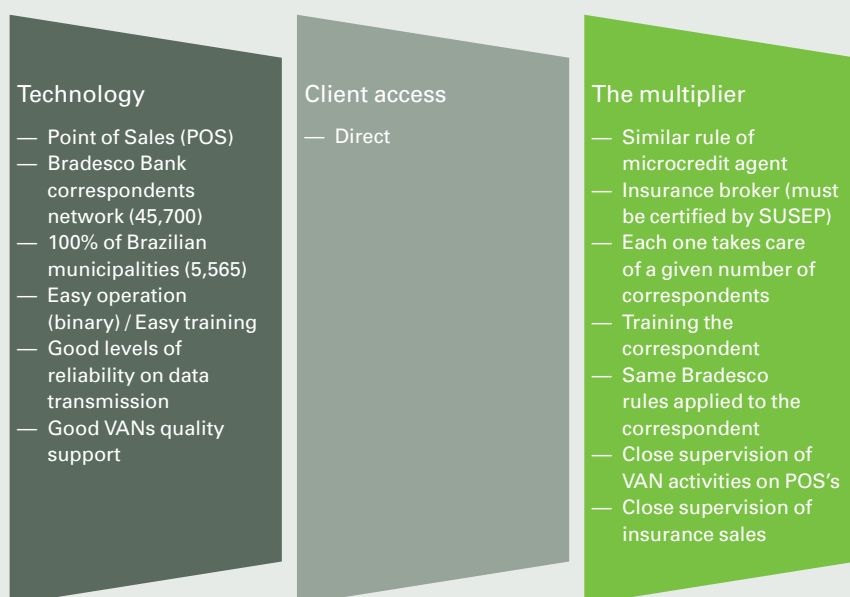 Technology
— Point of Sales (POS)
— Bradesco Bank
correspondents
network (45,700)
— 100% of Brazilian
municipalities (5,565)
— Easy operation
(binary) / Easy training
— Good levels of
reliability on data
transmission
— Good VANs quality
support
Client access
— Direct
The multiplier
— Similar rule of
microcredit agent
— Insurance broker (must
be certified by SUSEP)
— Each one takes care
of a given number of
correspondents
— Training the
correspondent
— Same Bradesco
rules applied to the
correspondent
— Close supervision of
VAN activities on POS's
— Close supervision of
insurance sales